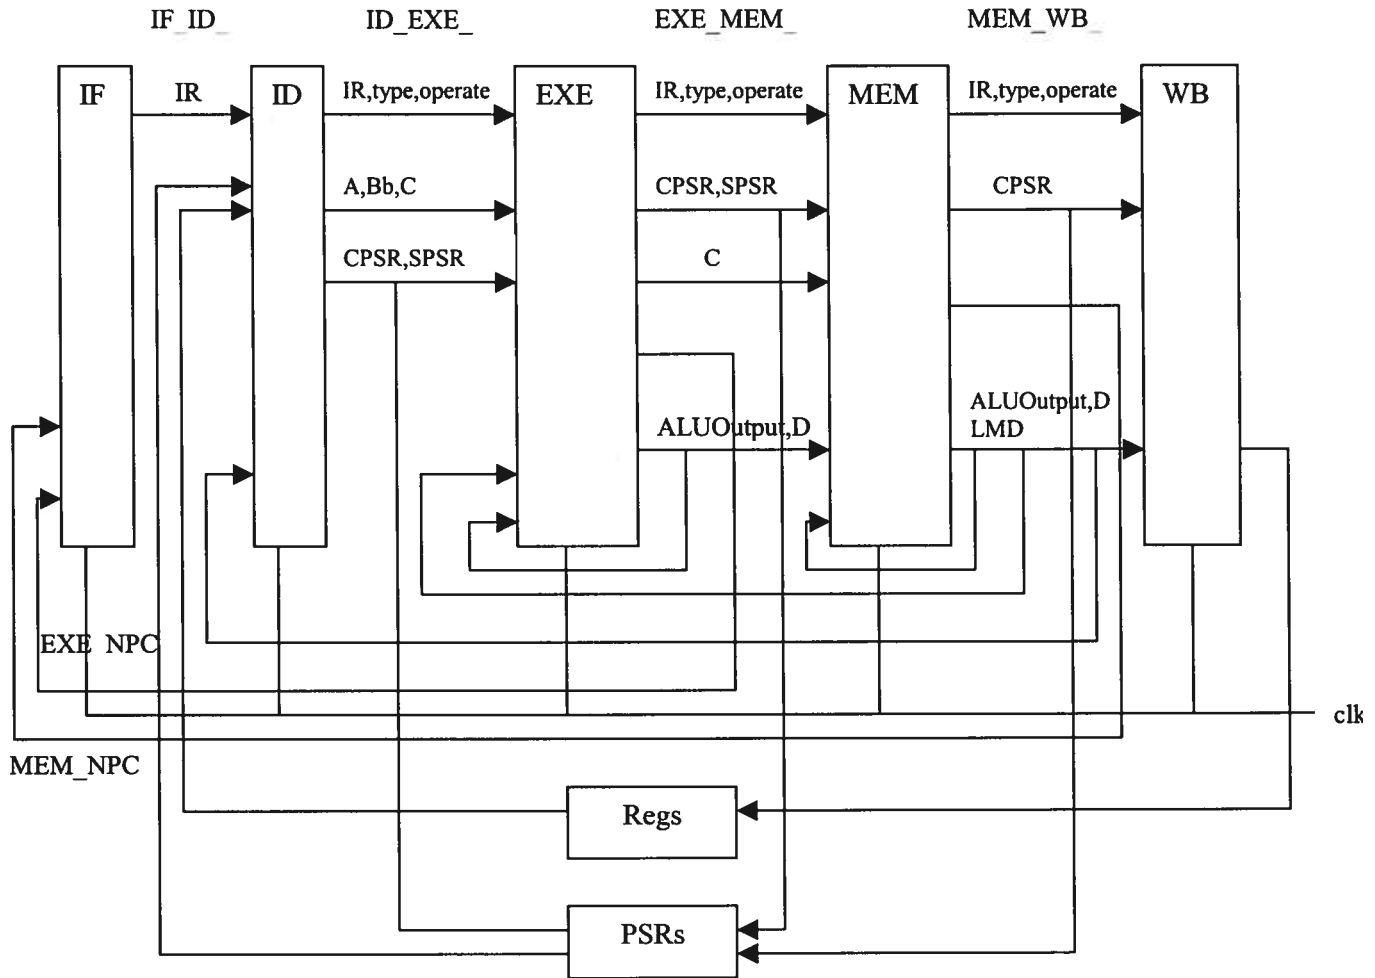 IF_ID_ ID_EXE_ EXE_MEM_ MEM_WB_
IF IR ID IR,type,operate EXE IR,type,operate MEM IR,type,operate WB
A,Bb,C CPSR,SPSR CPSR
CPSR,SPSR C
ALUOutput,D ALUOutput,D
LMD
EXE_NPC
clk
MEM_NPC
Regs
PSRs